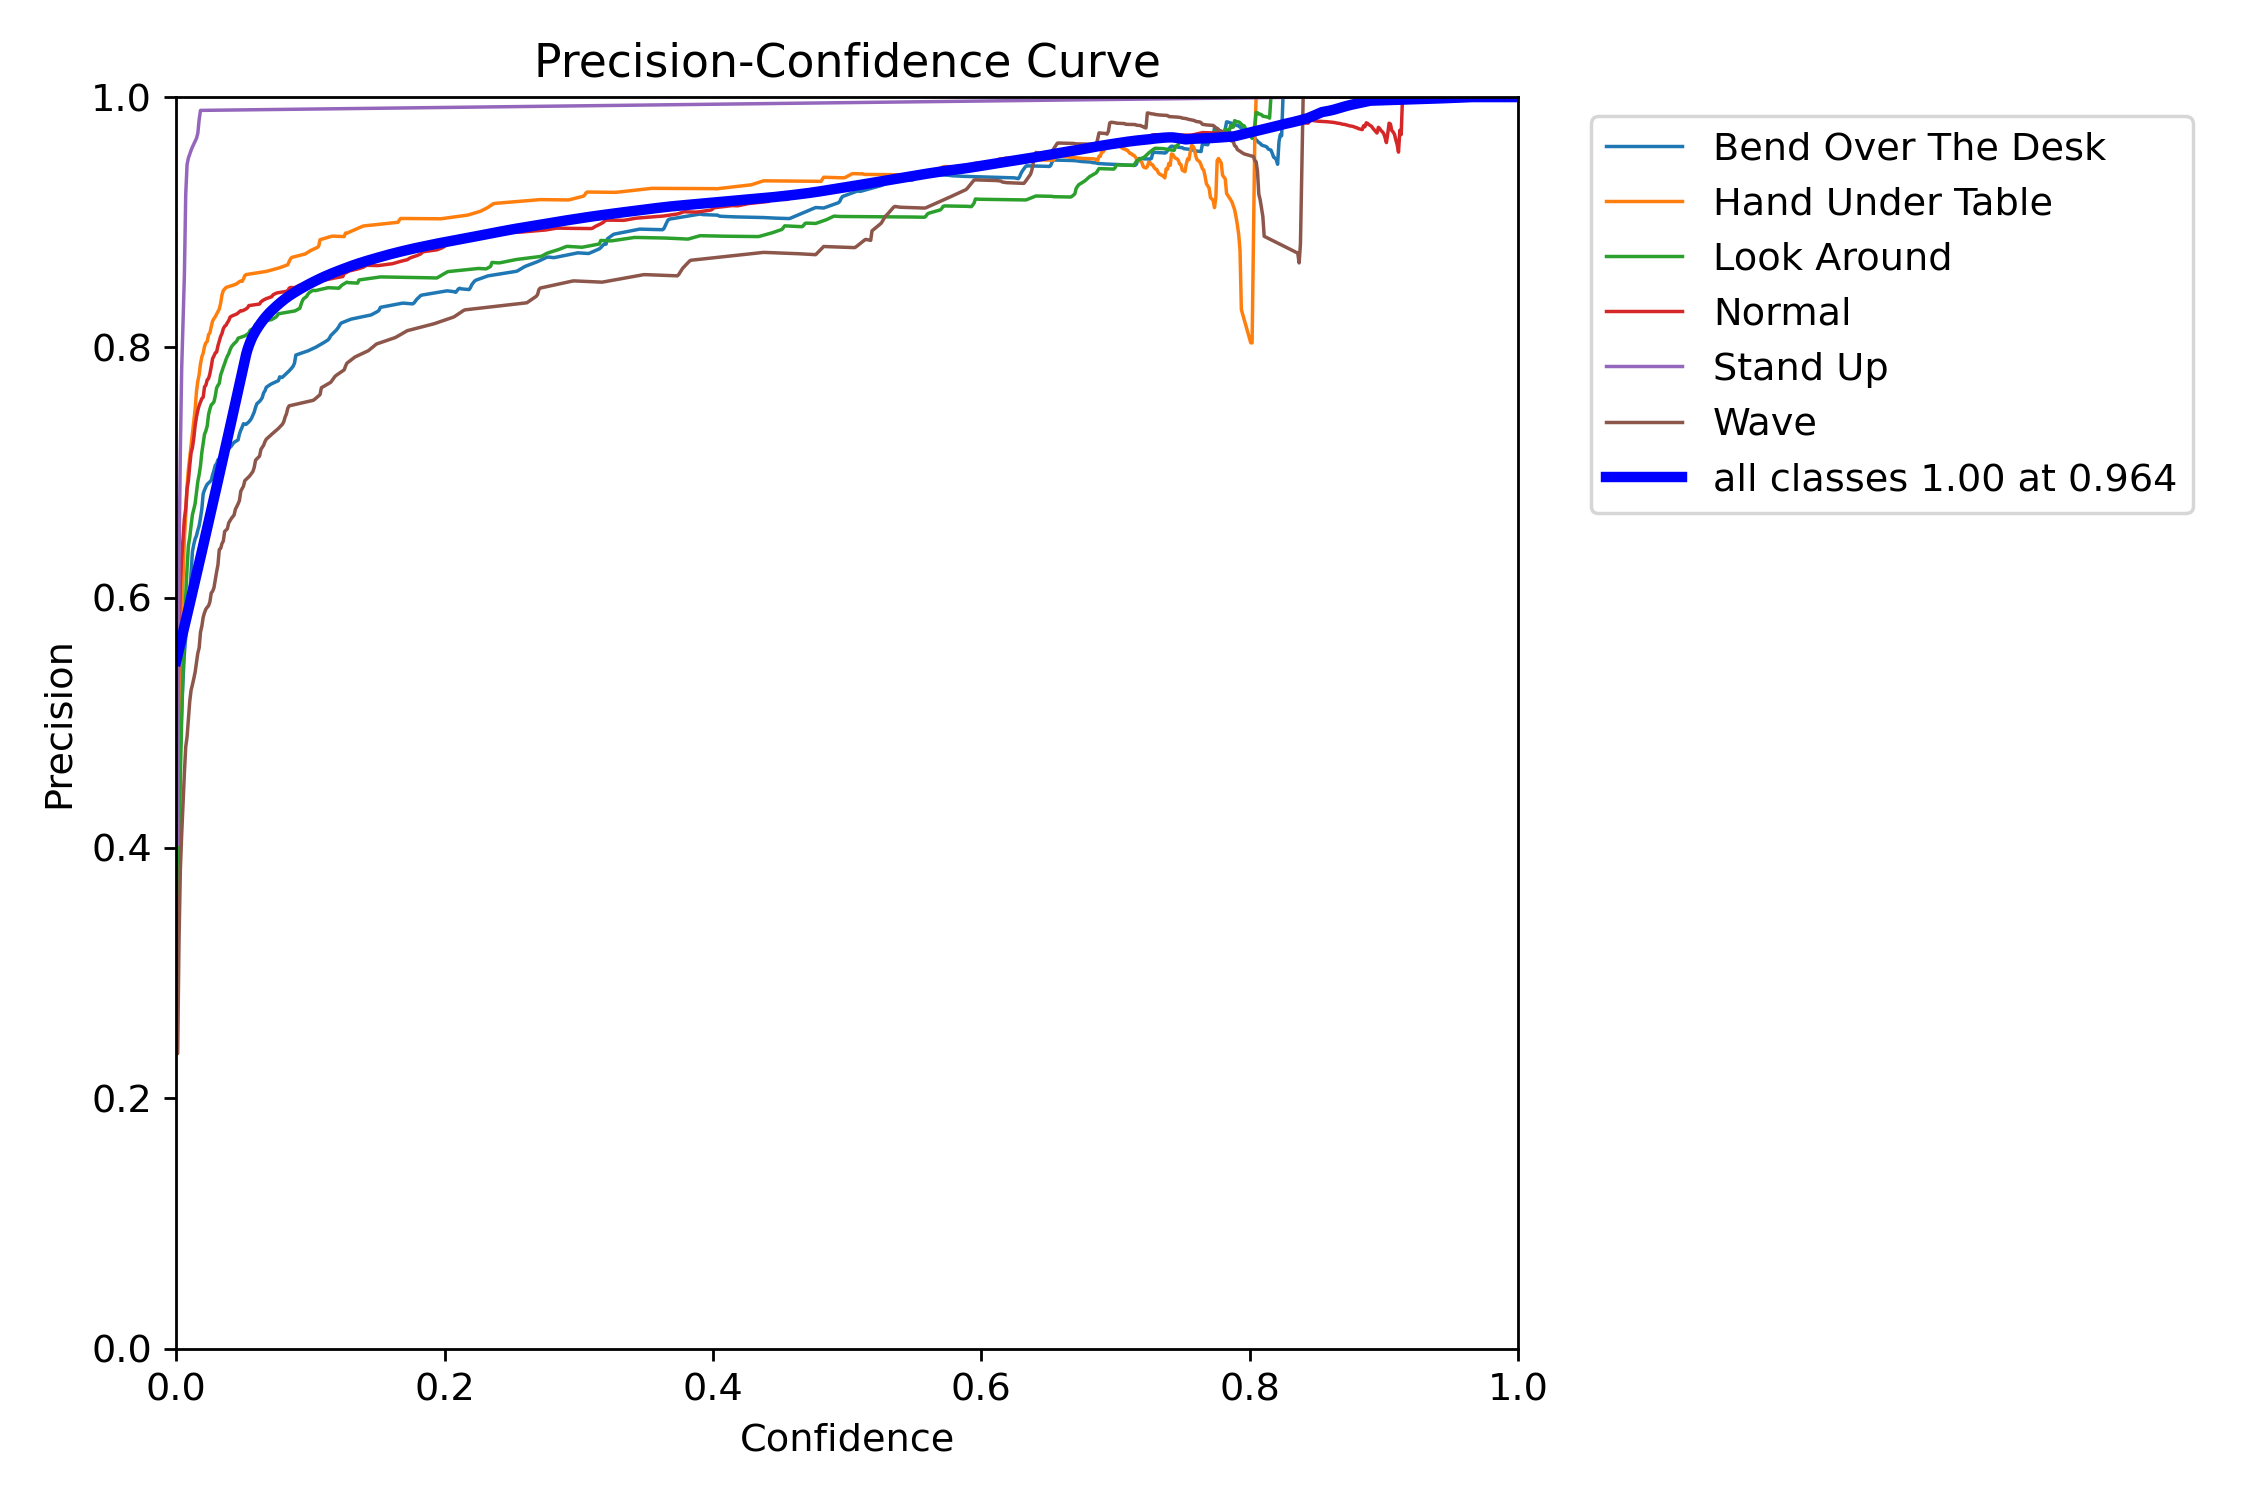 Precision-Confidence Curve
1.0
0.8
0.6
0.4
0.2
0.0
Precision
0.0 0.2 0.4 0.6 0.8 1.0
Confidence
Bend Over The Desk
Hand Under Table
Look Around
Normal
Stand Up
Wave
all classes 1.00 at 0.964